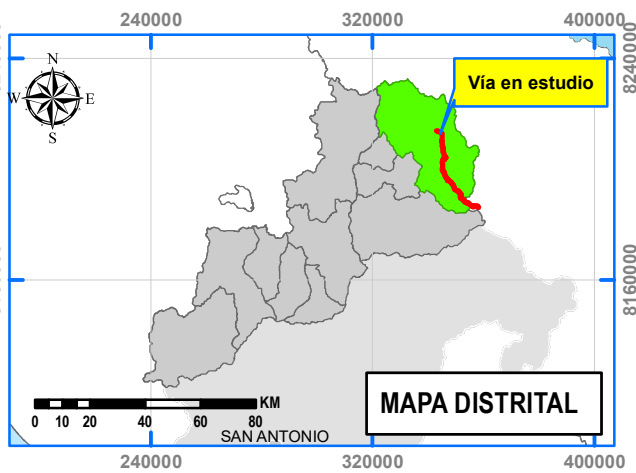 240000 320000 400000
N
W E
S
Vía en estudio
8240000
8160000
MAPA DISTRITAL
KM
0 10 20 40 60 80
SAN ANTONIO
240000 320000 400000